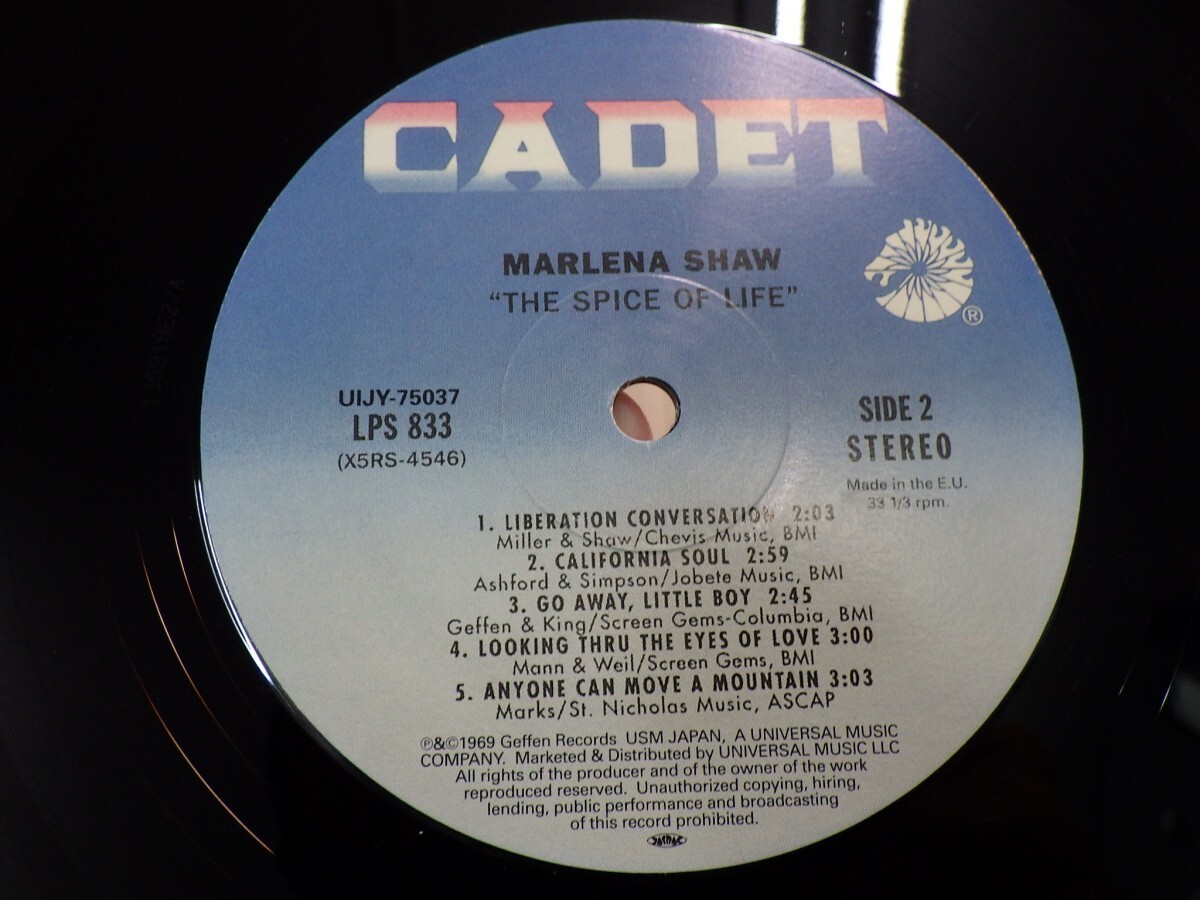 CADET
MARLENA SHAW
"THE SPICE OF LIFE"
®
UIJY-75037
LPS 833
(X5RS-4546)
SIDE 2
STEREO
Made in the E.U.
33 1/3 rpm.
1. LIBERATION CONVERSATION 2:03
Miller & Shaw/Chevis Music, BMI
2. CALIFORNIA SOUL 2:59
Ashford & Simpson/Jobete Music, BMI
3. GO AWAY, LITTLE BOY 2:45
Geffen & King/Screen Gems-Columbia, BMI
4. LOOKING THRU THE EYES OF LOVE 3:00
Mann & Weil/Screen Gems, BMI
5. ANYONE CAN MOVE A MOUNTAIN 3:03
Marks/St. Nicholas Music, ASCAP
℗&©1969 Geffen Records USM JAPAN, A UNIVERSAL MUSIC
COMPANY. Marketed & Distributed by UNIVERSAL MUSIC LLC
All rights of the producer and of the owner of the work
reproduced reserved. Unauthorized copying, hiring,
lending, public performance and broadcasting
of this record prohibited.
JASRAC